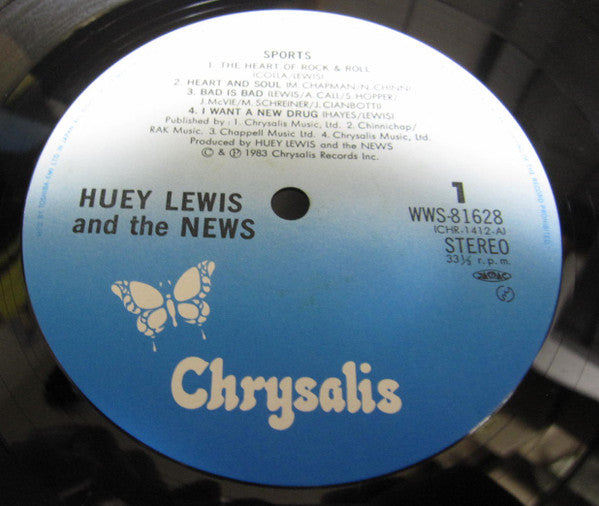 SPORTS
1. THE HEART OF ROCK & ROLL
(COLLA/LEWIS)
2. HEART AND SOUL (M. CHAPMAN/N. CHINN)
3. BAD IS BAD (LEWIS/A. CALL/S. HOPPER/
J. McVIE/M. SCHREINER/J. CIANBOTTI)
4. I WANT A NEW DRUG (HAYES/LEWIS)
Published by : 1. Chrysalis Music, Ltd. 2. Chinnichap/
RAK Music. 3. Chappell Music Ltd. 4. Chrysalis Music, Ltd.
Produced by HUEY LEWIS and the NEWS
© & ℗ 1983 Chrysalis Records Inc.
HUEY LEWIS
and the NEWS
1
WWS-81628
(CHR-1412-A)
STEREO
33⅓ r.p.m.
Chrysalis